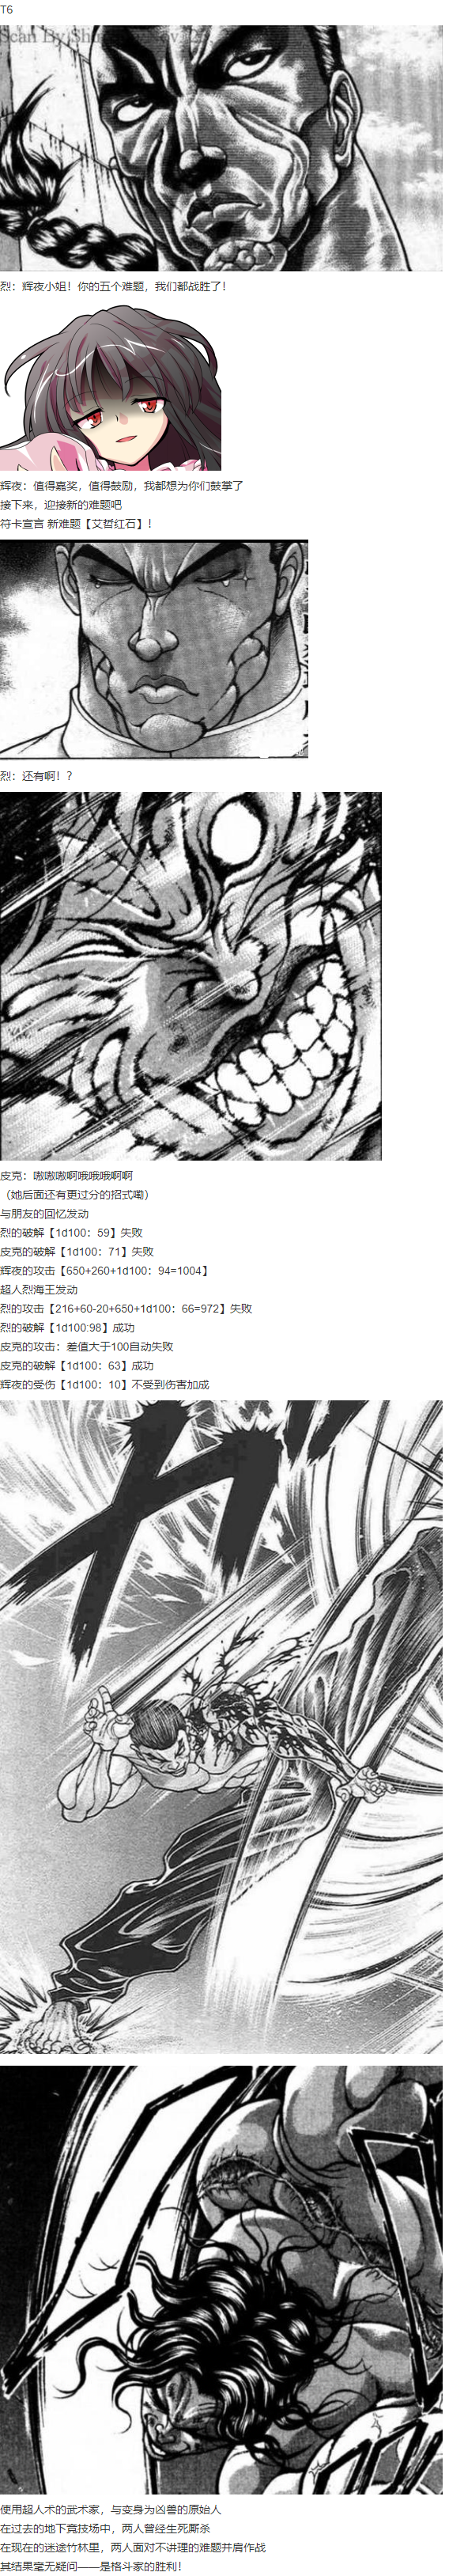 T6
Scan By Sh
烈：辉夜小姐！你的五个难题，我们都战胜了！
辉夜：值得嘉奖，值得鼓励，我都想为你们鼓掌了
接下来，迎接新的难题吧
符卡宣言 新难题【艾哲红石】！
烈：还有啊！？
皮克：嗷嗷嗷啊哦哦哦啊啊
（她后面还有更过分的招式嘞）
与朋友的回忆发动
烈的破解【1d100：59】失败
皮克的破解【1d100：71】失败
辉夜的攻击【650+260+1d100：94=1004】
超人烈海王发动
烈的攻击【216+60-20+650+1d100：66=972】失败
烈的破解【1d100:98】成功
皮克的攻击：差值大于100自动失败
皮克的破解【1d100：63】成功
辉夜的受伤【1d100：10】不受到伤害加成
使用超人术的武术家，与变身为凶兽的原始人
在过去的地下竞技场中，两人曾经生死厮杀
在现在的迷途竹林里，两人面对不讲理的难题并肩作战
其结果毫无疑问——是格斗家的胜利！